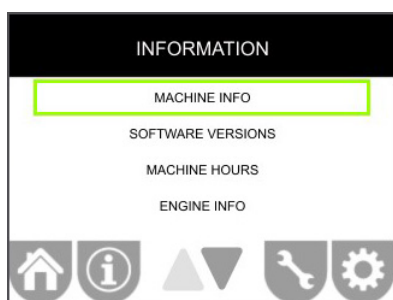 INFORMATION
MACHINE INFO
SOFTWARE VERSIONS
MACHINE HOURS
ENGINE INFO